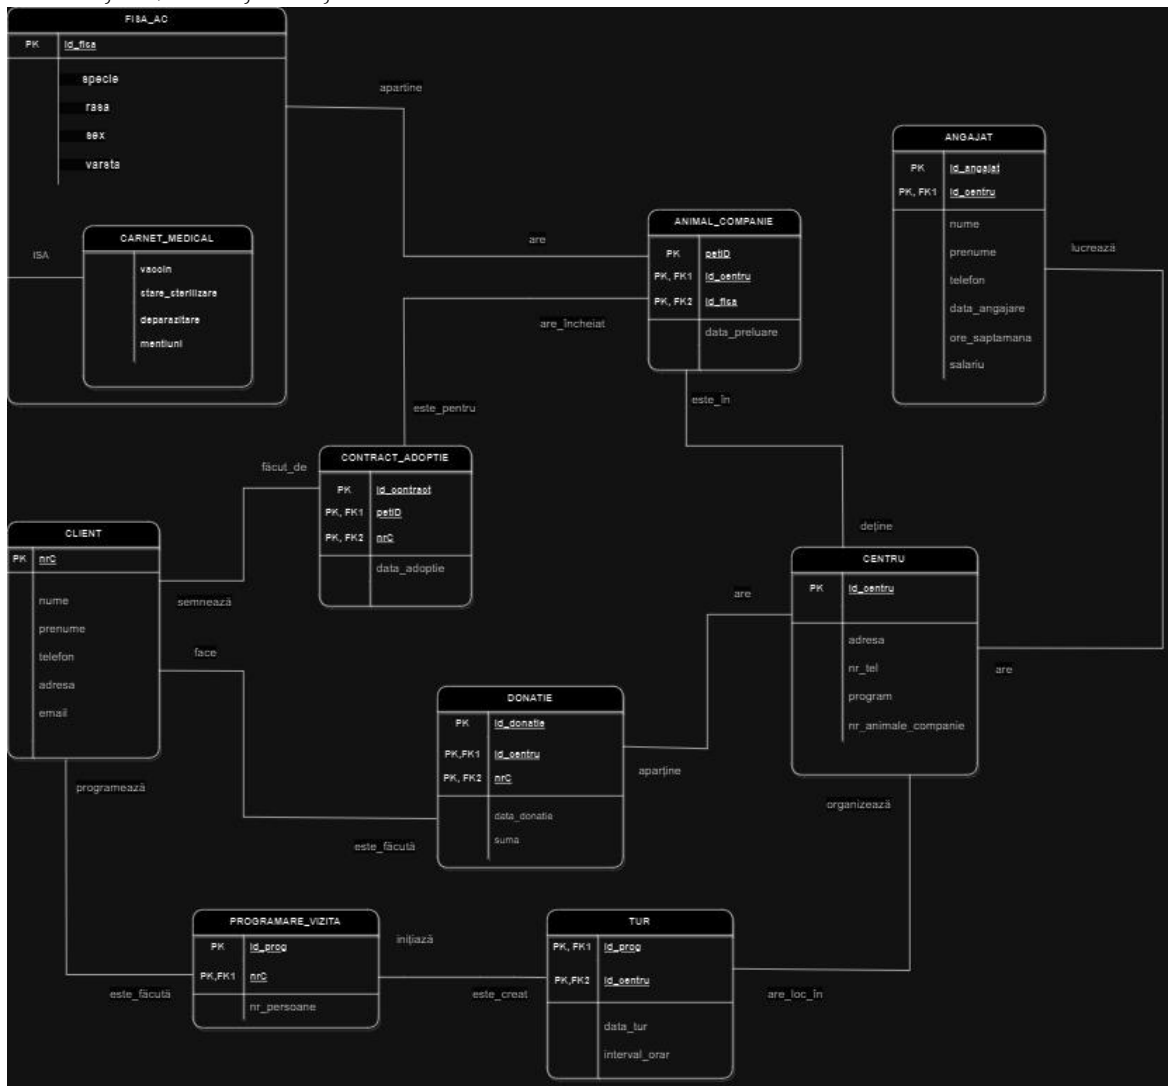 FISA_AC
PK id_fisa
specie
rasa
sex
varsta
ISA
CARNET_MEDICAL
vaccin
stare_sterilizare
deparazitare
mentiuni
apartine
are
ANIMAL_COMPANIE
PK petID
PK, FK1 id_centru
PK, FK2 id_fisa
data_preluare
ANGAJAT
PK id_angajat
PK, FK1 id_centru
nume
prenume
telefon
data_angajare
ore_saptamana
salariu
lucrează
are_încheiat
este_pentru
este_în
deține
CONTRACT_ADOPTIE
PK id_contract
PK, FK1 petID
PK, FK2 nrC
data_adoptie
făcut_de
semnează
CLIENT
PK nrC
nume
prenume
telefon
adresa
email
face
programează
CENTRU
PK id_centru
adresa
nr_tel
program
nr_animale_companie
are
are
DONATIE
PK id_donatie
PK,FK1 id_centru
PK, FK2 nrC
data_donatie
suma
aparține
este_făcută
organizează
PROGRAMARE_VIZITA
PK id_prog
PK,FK1 nrC
nr_persoane
inițiază
este_făcută
este_creat
TUR
PK, FK1 id_prog
PK,FK2 id_centru
data_tur
interval_orar
are_loc_în